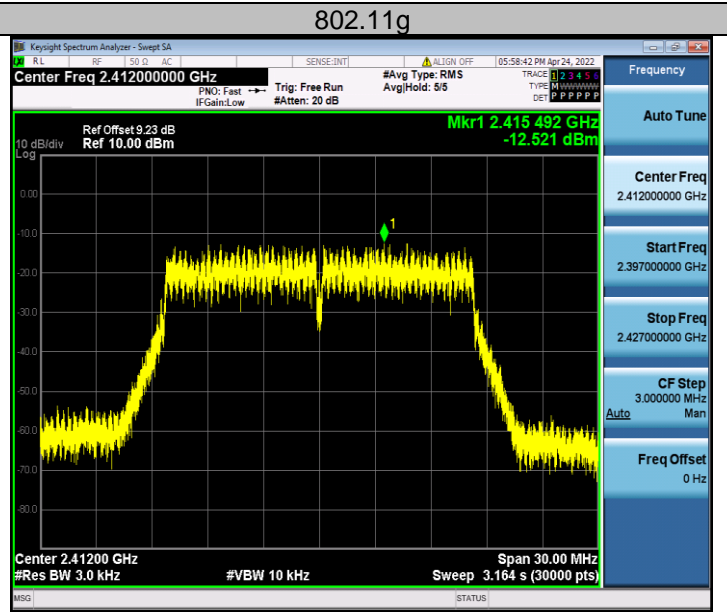 802.11g
Keysight Spectrum Analyzer - Swept SA
RL RF 50 Ω AC SENSE:INT ALIGN OFF 05:58:42 PM Apr 24, 2022
Center Freq 2.412000000 GHz
PNO: Fast
IFGain:Low
Trig: Free Run
#Atten: 20 dB
#Avg Type: RMS
Avg|Hold: 5/5
TRACE 1 2 3 4 5 6
TYPE M WWWWW
DET P P P P P P
Frequency
Auto Tune
Center Freq
2.412000000 GHz
Start Freq
2.397000000 GHz
Stop Freq
2.427000000 GHz
CF Step
3.000000 MHz
Auto Man
Freq Offset
0 Hz
Mkr1 2.415 492 GHz
-12.521 dBm
Ref Offset 9.23 dB
10 dB/div Ref 10.00 dBm
Log
0.00
-10.0
-20.0
-30.0
-40.0
-50.0
-60.0
-70.0
-80.0
1
Center 2.41200 GHz Span 30.00 MHz
#Res BW 3.0 kHz #VBW 10 kHz Sweep 3.164 s (30000 pts)
MSG STATUS